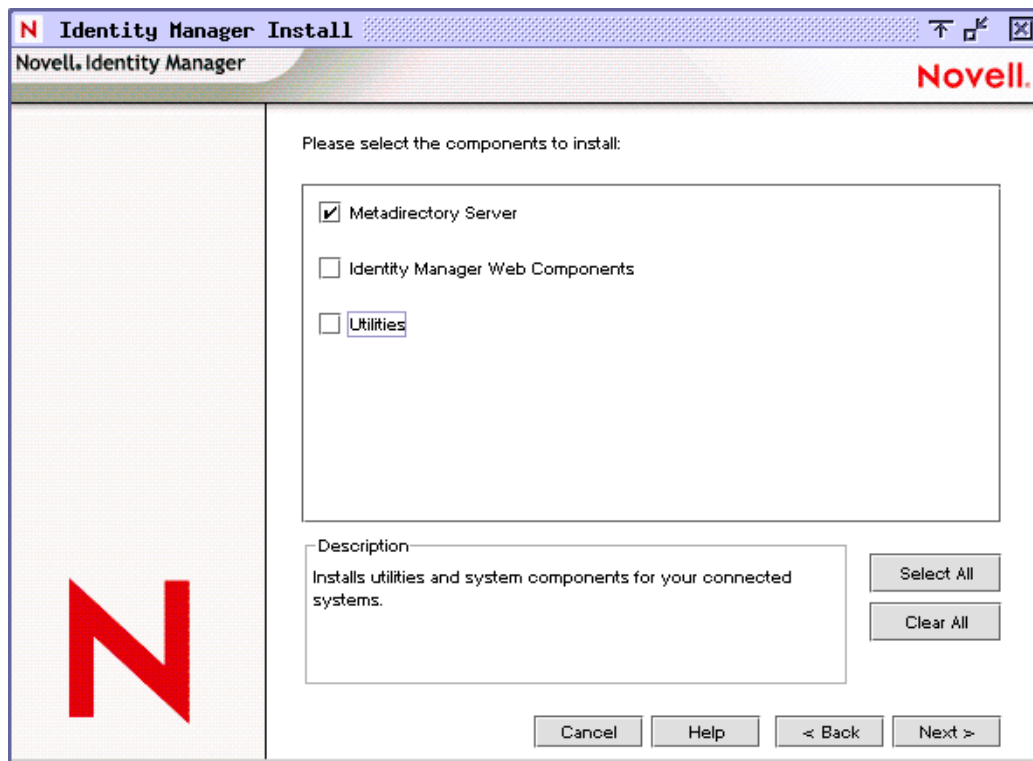 N Identity Manager Install
Novell. Identity Manager
Novell.
Please select the components to install:
Metadirectory Server
Identity Manager Web Components
Utilities
Description
Installs utilities and system components for your connected
systems.
Select All
Clear All
N
Cancel
Help
< Back
Next >